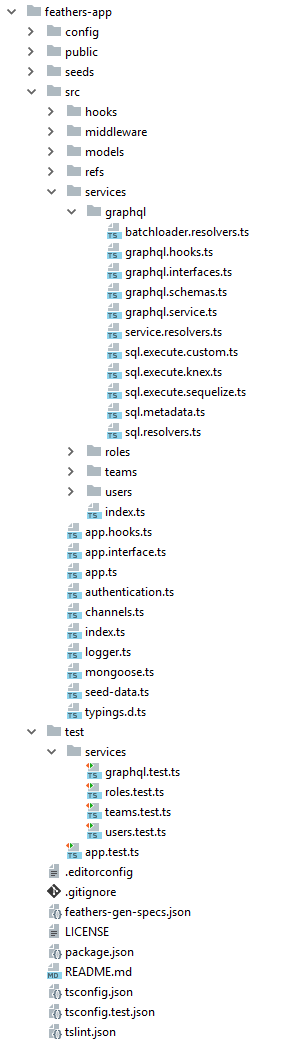 feathers-app
config
public
seeds
src
hooks
middleware
models
refs
services
graphql
batchloader.resolvers.ts
graphql.hooks.ts
graphql.interfaces.ts
graphql.schemas.ts
graphql.service.ts
service.resolvers.ts
sql.execute.custom.ts
sql.execute.knex.ts
sql.execute.sequelize.ts
sql.metadata.ts
sql.resolvers.ts
roles
teams
users
index.ts
app.hooks.ts
app.interface.ts
app.ts
authentication.ts
channels.ts
index.ts
logger.ts
mongoose.ts
seed-data.ts
typings.d.ts
test
services
graphql.test.ts
roles.test.ts
teams.test.ts
users.test.ts
app.test.ts
.editorconfig
.gitignore
feathers-gen-specs.json
LICENSE
package.json
README.md
tsconfig.json
tsconfig.test.json
tslint.json